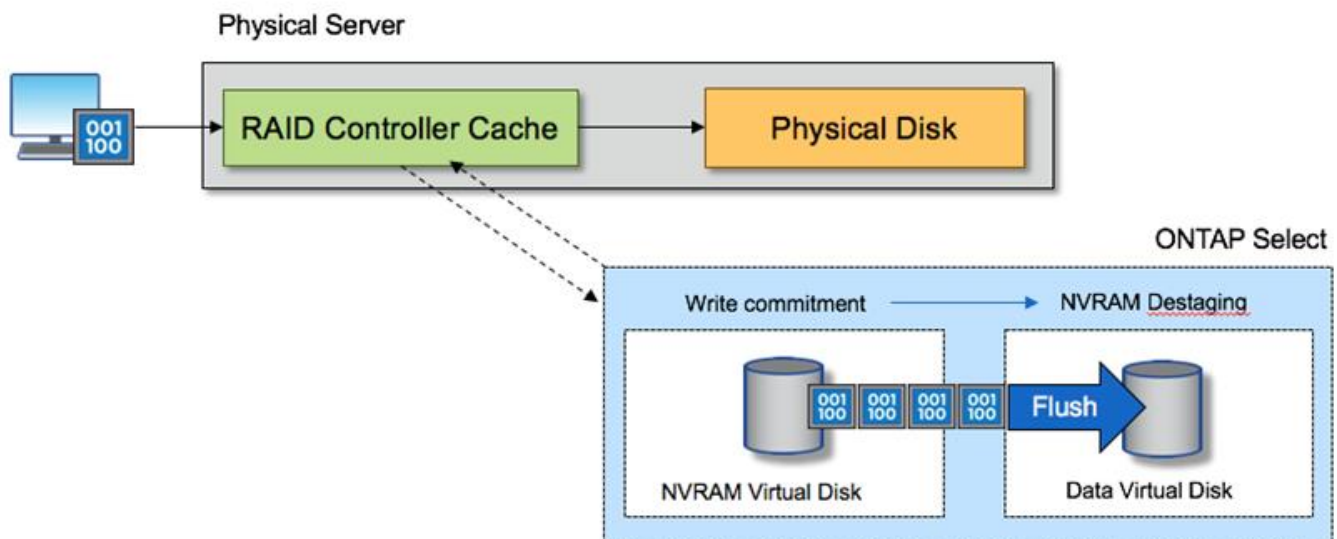 Physical Server
001
100
RAID Controller Cache
Physical Disk
ONTAP Select
Write commitment
NVRAM Destaging
001 001 001 001
100 100 100 100
Flush
NVRAM Virtual Disk
Data Virtual Disk